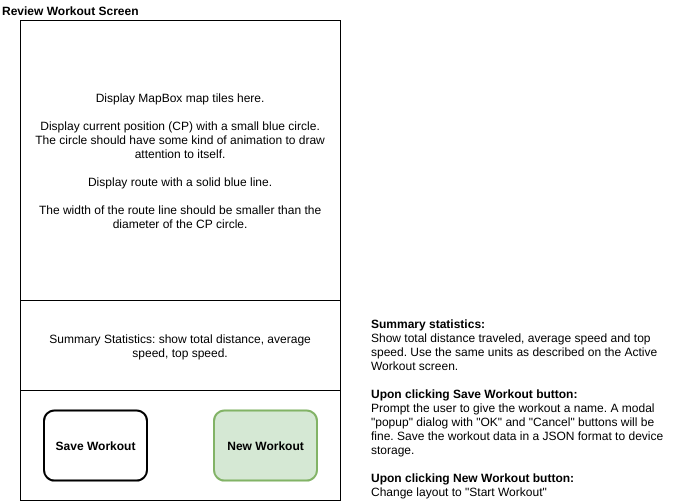 Review Workout Screen
Display MapBox map tiles here.
Display current position (CP) with a small blue circle.
The circle should have some kind of animation to draw
attention to itself.
Display route with a solid blue line.
The width of the route line should be smaller than the
diameter of the CP circle.
Summary Statistics: show total distance, average
speed, top speed.
Save Workout
New Workout
Summary statistics:
Show total distance traveled, average speed and top
speed. Use the same units as described on the Active
Workout screen.
Upon clicking Save Workout button:
Prompt the user to give the workout a name. A modal
"popup" dialog with "OK" and "Cancel" buttons will be
fine. Save the workout data in a JSON format to device
storage.
Upon clicking New Workout button:
Change layout to "Start Workout"